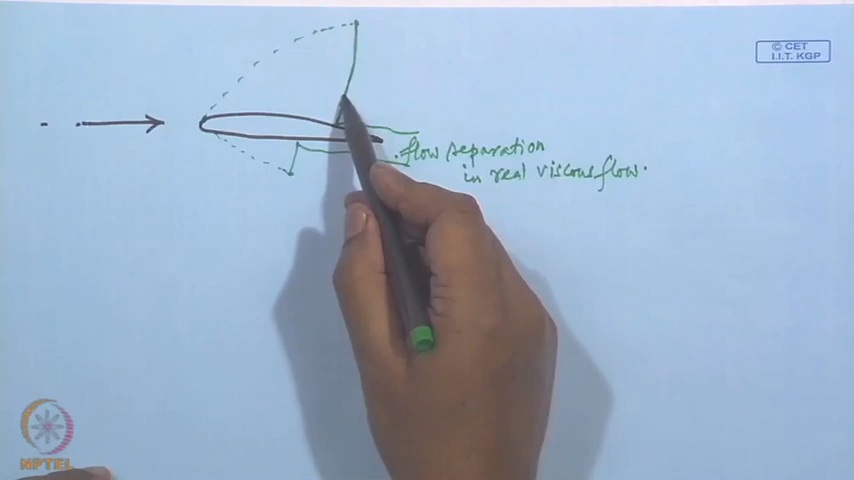 © CET
I.I.T. KGP
flow separation
in real viscous flow.
NPTEL